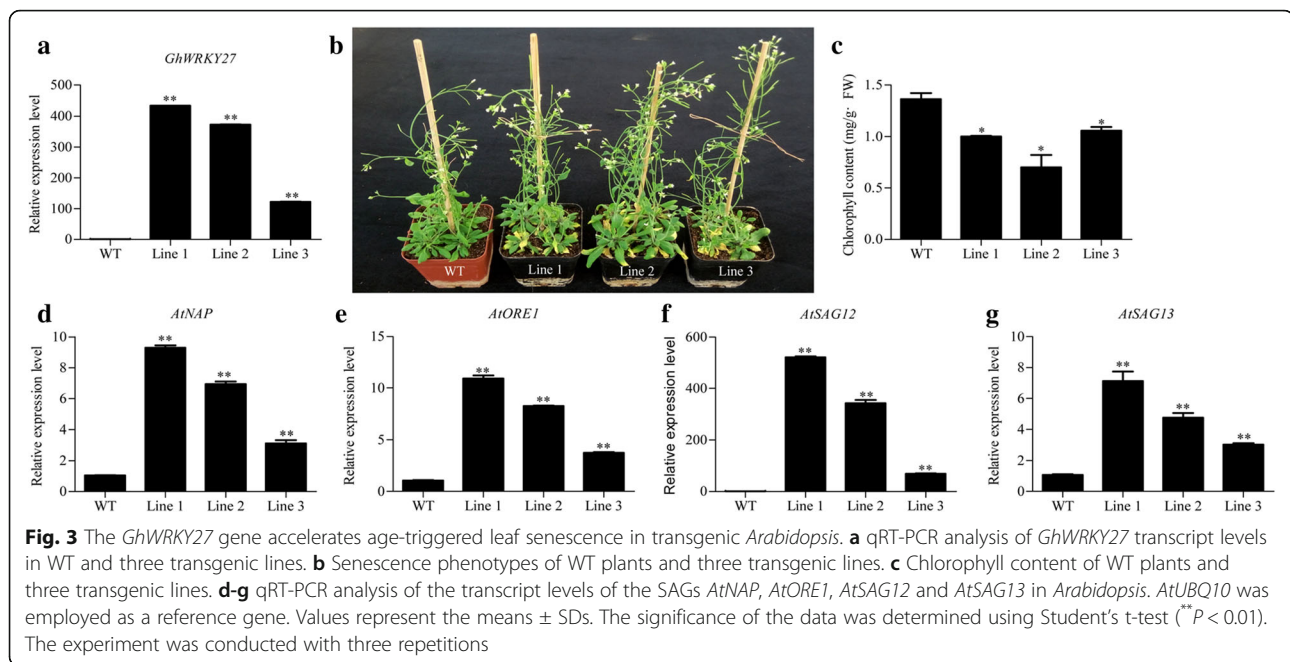 a
GhWRKY27
Relative expression level
500
400
300
200
100
0
**
**
**
WT Line 1 Line 2 Line 3
b
WT
Line 1
Line 2
Line 3
c
Chlorophyll content (mg/g· FW)
1.5
1.0
0.5
0.0
*
*
*
WT Line 1 Line 2 Line 3
d
AtNAP
Relative expression level
10
8
6
4
2
0
**
**
**
WT Line 1 Line 2 Line 3
e
AtORE1
Relative expression level
15
10
5
0
**
**
**
WT Line 1 Line 2 Line 3
f
AtSAG12
Relative expression level
600
400
200
0
**
**
**
WT Line 1 Line 2 Line 3
g
AtSAG13
Relative expression level
10
8
6
4
2
0
**
**
**
WT Line 1 Line 2 Line 3
Fig. 3 The GhWRKY27 gene accelerates age-triggered leaf senescence in transgenic Arabidopsis. a qRT-PCR analysis of GhWRKY27 transcript levels
in WT and three transgenic lines. b Senescence phenotypes of WT plants and three transgenic lines. c Chlorophyll content of WT plants and
three transgenic lines. d-g qRT-PCR analysis of the transcript levels of the SAGs AtNAP, AtORE1, AtSAG12 and AtSAG13 in Arabidopsis. AtUBQ10 was
employed as a reference gene. Values represent the means ± SDs. The significance of the data was determined using Student's t-test (**P < 0.01).
The experiment was conducted with three repetitions